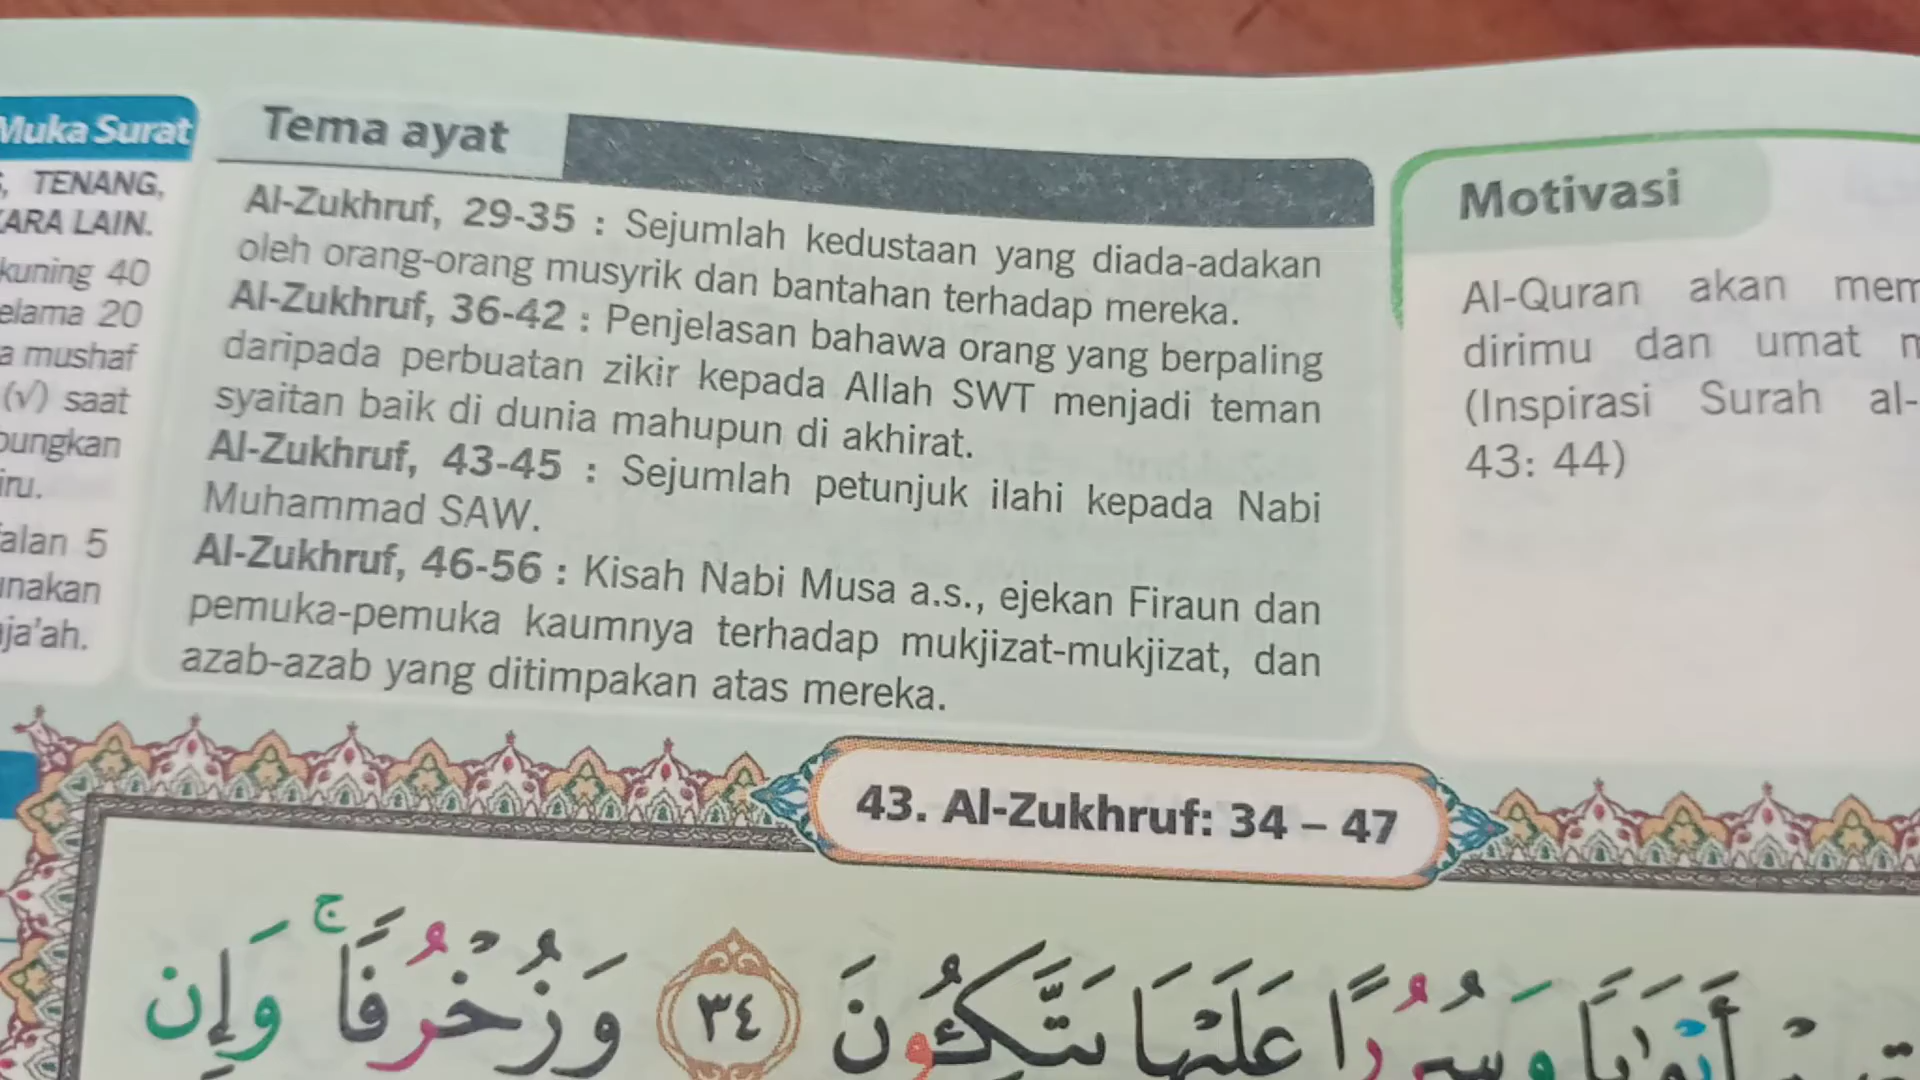 Muka Surat
TENANG,
ARA LAIN.
kuning 40
elama 20
a mushaf
(√) saat
bungkan
iru.
alan 5
unakan
ja'ah.
Tema ayat
Al-Zukhruf, 29-35 : Sejumlah kedustaan yang diada-adakan
oleh orang-orang musyrik dan bantahan terhadap mereka.
Al-Zukhruf, 36-42 : Penjelasan bahawa orang yang berpaling
daripada perbuatan zikir kepada Allah SWT menjadi teman
syaitan baik di dunia mahupun di akhirat.
Al-Zukhruf, 43-45 : Sejumlah petunjuk ilahi kepada Nabi
Muhammad SAW.
Al-Zukhruf, 46-56 : Kisah Nabi Musa a.s., ejekan Firaun dan
pemuka-pemuka kaumnya terhadap mukjizat-mukjizat, dan
azab-azab yang ditimpakan atas mereka.
Motivasi
Al-Quran akan mem
dirimu dan umat
(Inspirasi Surah al-
43: 44)
43. Al-Zukhruf: 34 – 47
أَبْوَٰبًا وَسُرُرًا عَلَيْهَا يَتَّكِـُٔونَ ٣٤ وَزُخْرُفًا ۚ وَإِن